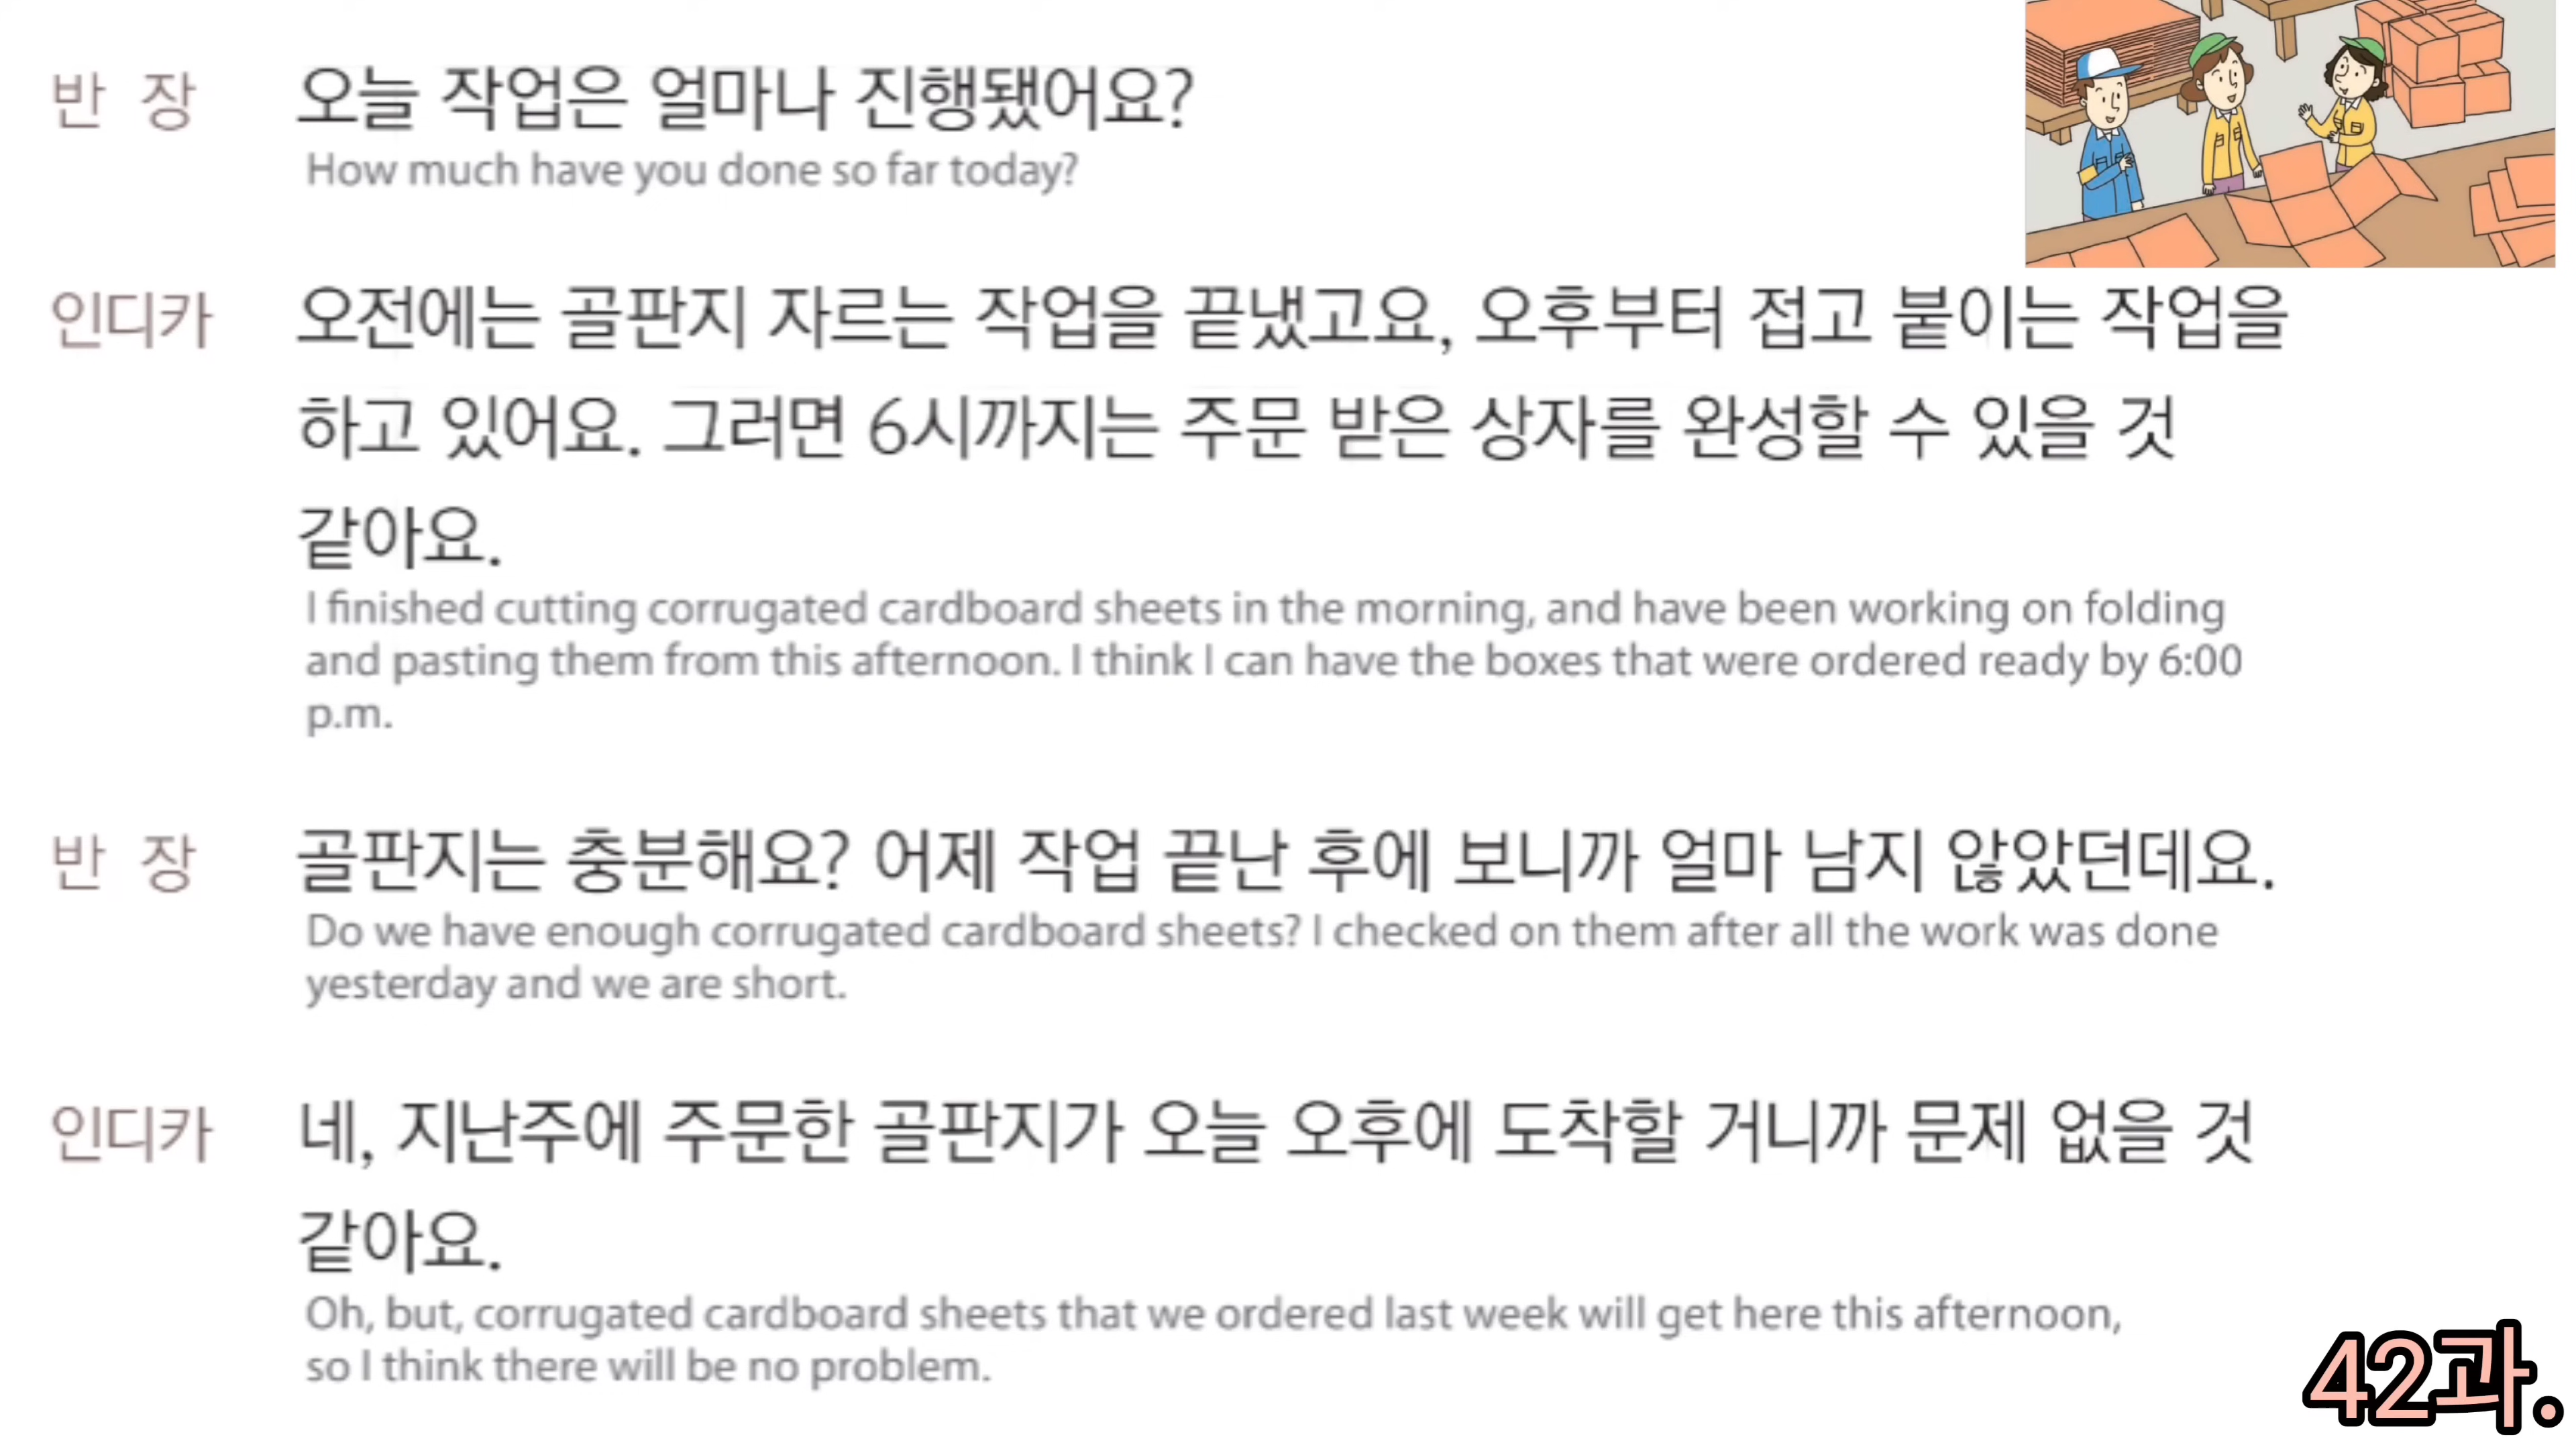 반 장 오늘 작업은 얼마나 진행됐어요?
How much have you done so far today?
인디카 오전에는 골판지 자르는 작업을 끝냈고요, 오후부터 접고 붙이는 작업을
하고 있어요. 그러면 6시까지는 주문 받은 상자를 완성할 수 있을 것
같아요.
I finished cutting corrugated cardboard sheets in the morning, and have been working on folding
and pasting them from this afternoon. I think I can have the boxes that were ordered ready by 6:00
p.m.
반 장 골판지는 충분해요? 어제 작업 끝난 후에 보니까 얼마 남지 않았던데요.
Do we have enough corrugated cardboard sheets? I checked on them after all the work was done
yesterday and we are short.
인디카 네, 지난주에 주문한 골판지가 오늘 오후에 도착할 거니까 문제 없을 것
같아요.
Oh, but, corrugated cardboard sheets that we ordered last week will get here this afternoon,
so I think there will be no problem.
42과.